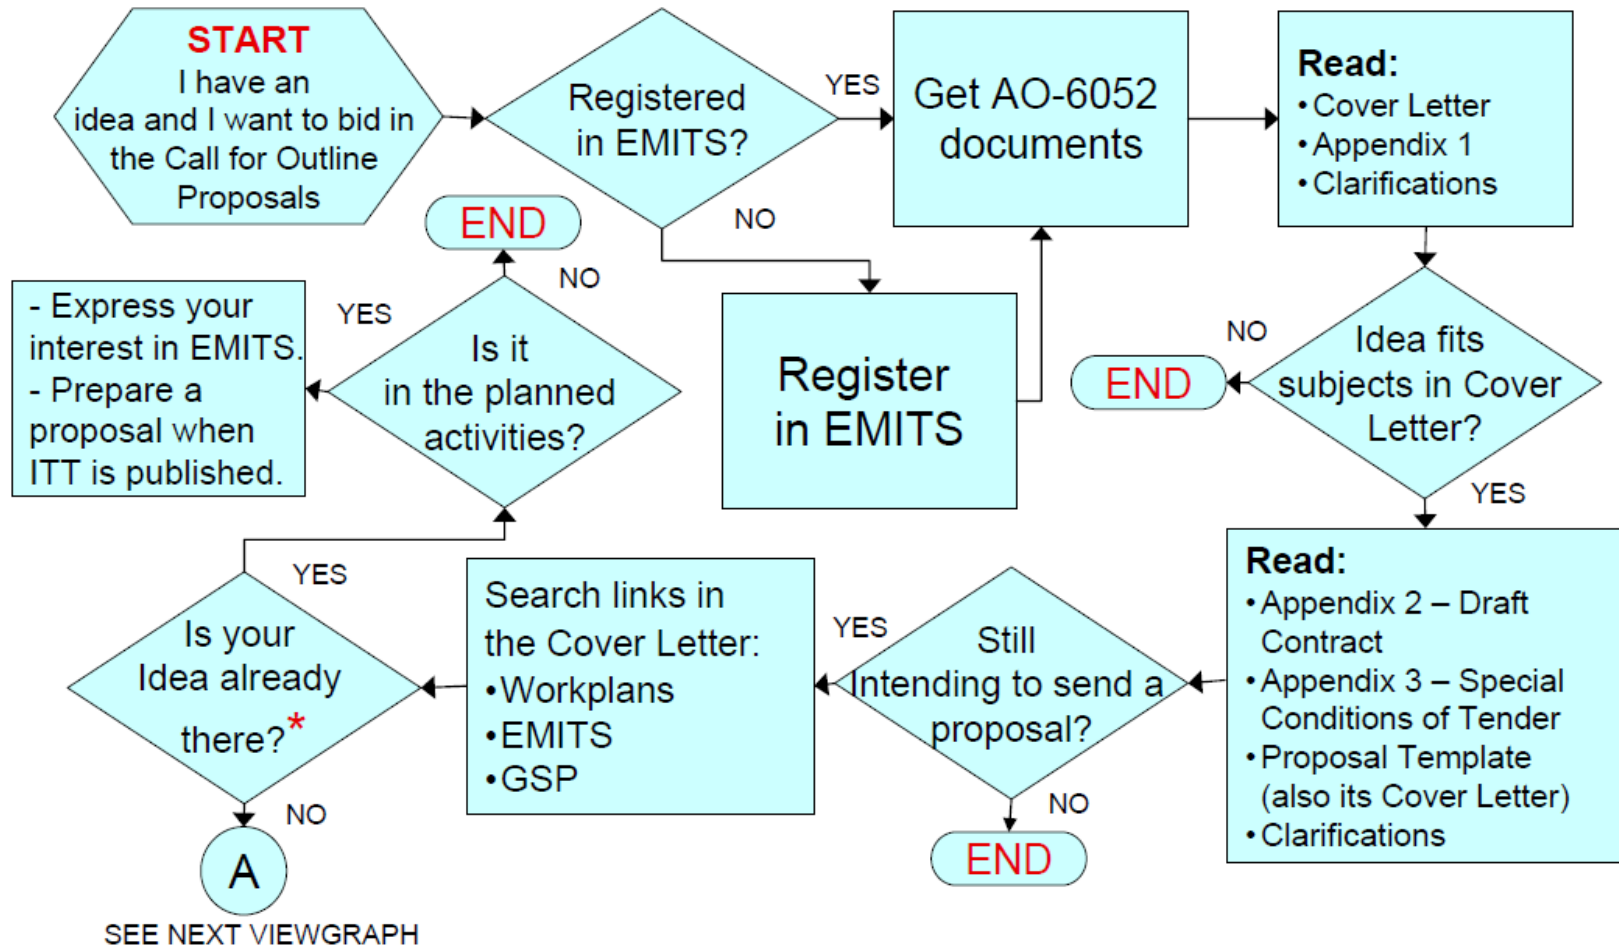 START
I have an
idea and I want to bid in
the Call for Outline
Proposals
Registered
in EMITS?
YES
NO
Get AO-6052
documents
Read:
• Cover Letter
• Appendix 1
• Clarifications
Register
in EMITS
Idea fits
subjects in Cover
Letter?
NO
END
YES
Read:
• Appendix 2 – Draft
Contract
• Appendix 3 – Special
Conditions of Tender
• Proposal Template
(also its Cover Letter)
• Clarifications
Still
Intending to send a
proposal?
NO
END
YES
Search links in
the Cover Letter:
• Workplans
• EMITS
• GSP
Is your
Idea already
there?*
YES
NO
A
SEE NEXT VIEWGRAPH
Is it
in the planned
activities?
NO
END
YES
- Express your
interest in EMITS.
- Prepare a
proposal when
ITT is published.